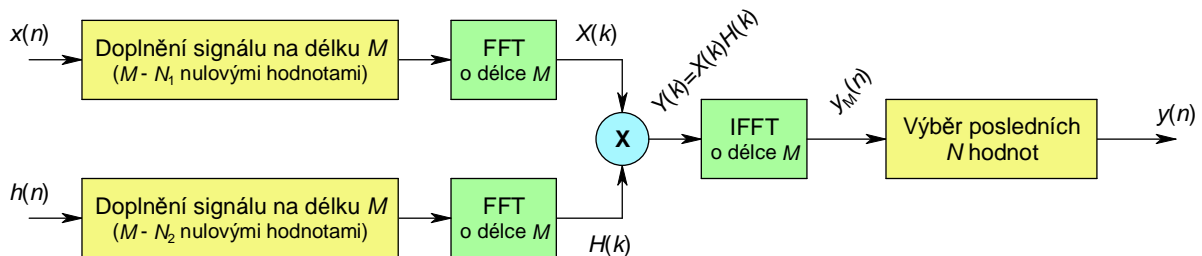 x(n)
Doplnění signálu na délku M
(M - N₁ nulovými hodnotami)
FFT
o délce M
X(k)
h(n)
Doplnění signálu na délku M
(M - N₂ nulovými hodnotami)
FFT
o délce M
H(k)
X
Y(k)=X(k)H(k)
IFFT
o délce M
y_M(n)
Výběr posledních
N hodnot
y(n)